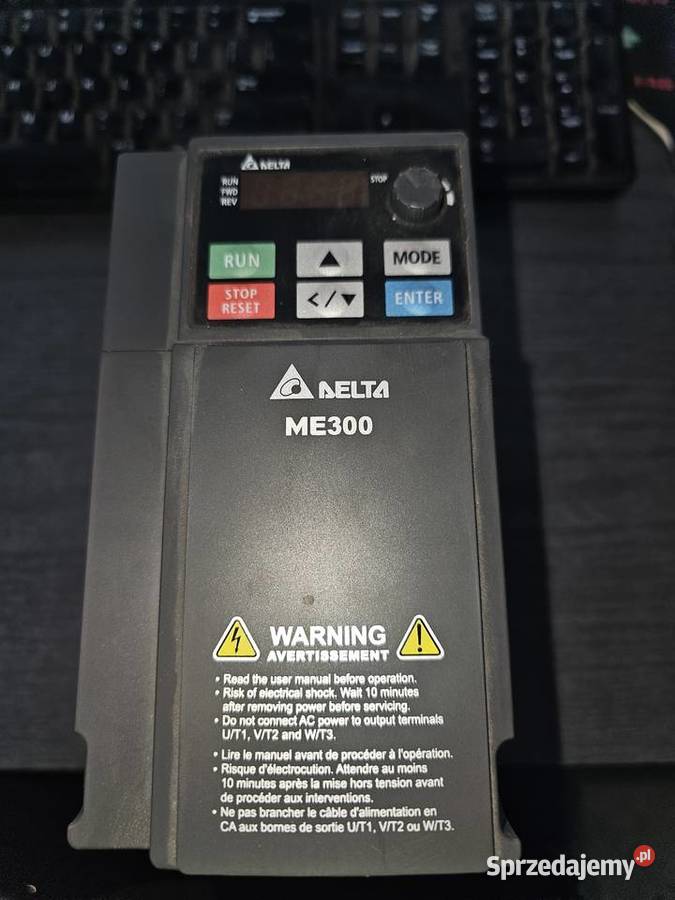 DELTA
RUN
FWD
REV
STOP
RUN
▲
MODE
STOP
RESET
</▼
ENTER
DELTA
ME300
WARNING
AVERTISSEMENT
• Read the user manual before operation.
• Risk of electrical shock. Wait 10 minutes
after removing power before servicing.
• Do not connect AC power to output terminals
U/T1, V/T2 and W/T3.
• Lire le manuel avant de procéder à l'opération.
• Risque d'électrocution. Attendre au moins
10 minutes après la mise hors tension avant
de procéder aux interventions.
• Ne pas brancher le câble d'alimentation en
CA aux bornes de sortie U/T1, V/T2 ou W/T3.
Sprzedajemy.pl